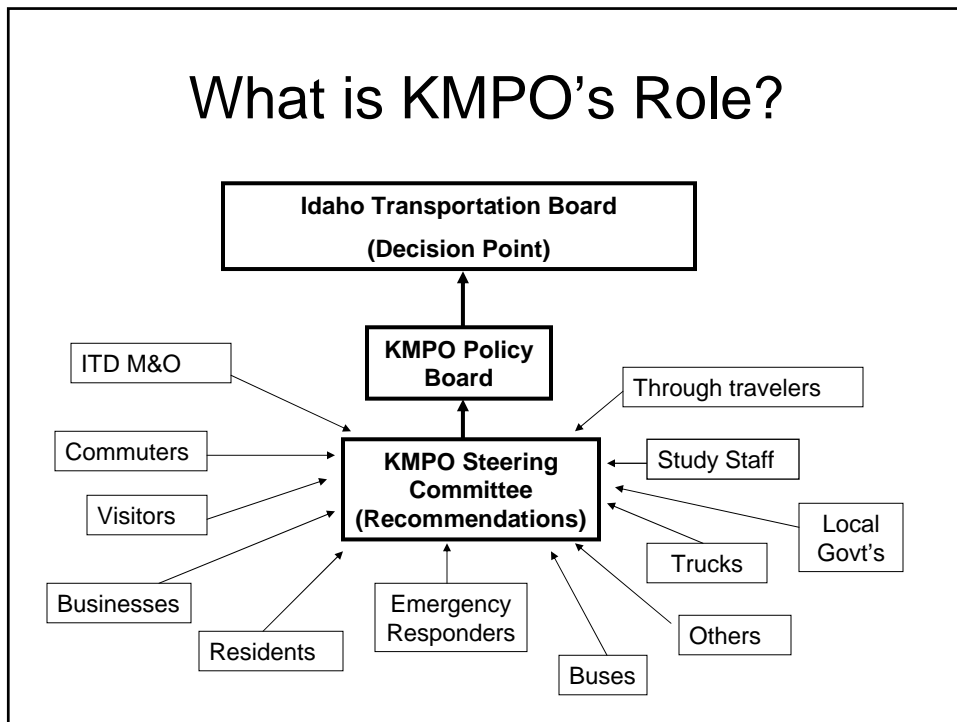 What is KMPO's Role?
Idaho Transportation Board
(Decision Point)
KMPO Policy
Board
ITD M&O
Through travelers
Commuters
KMPO Steering
Committee
(Recommendations)
Study Staff
Visitors
Local
Govt's
Trucks
Businesses
Emergency
Responders
Residents
Others
Buses